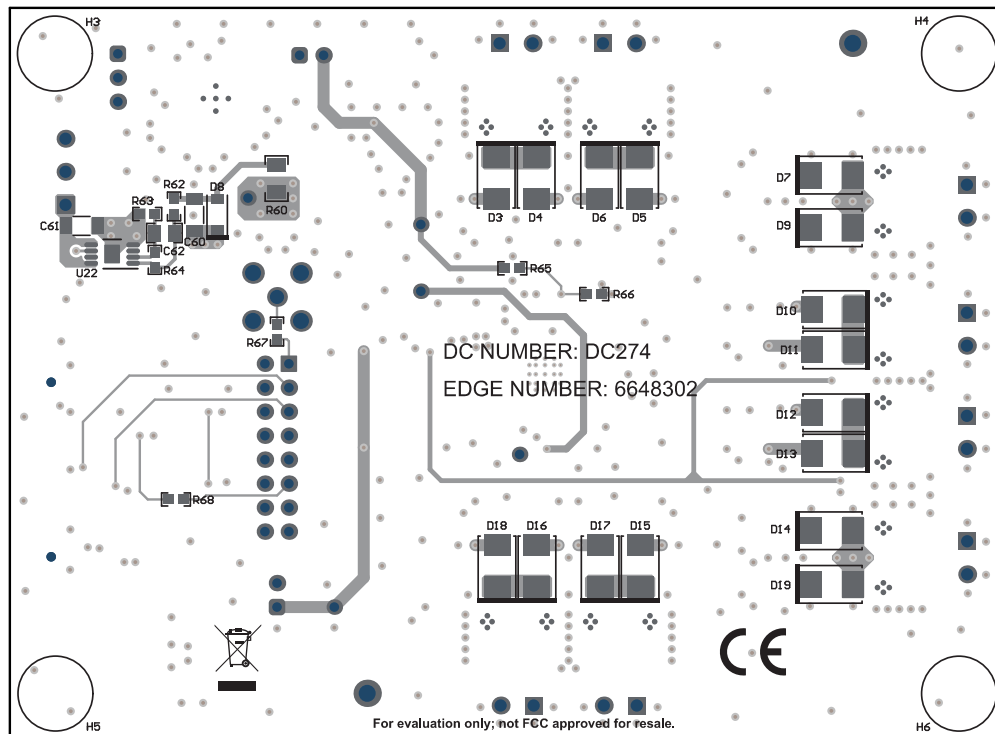 H3
H4
R62
D8
R63
R60
C61
C60
C62
U22
R64
D3
D4
D6
D5
D7
D9
R65
R66
R67
D10
D11
DC NUMBER: DC274
EDGE NUMBER: 6648302
D12
D13
R68
D18
D16
D17
D15
D14
D19
CE
H5
H6
For evaluation only; not FCC approved for resale.